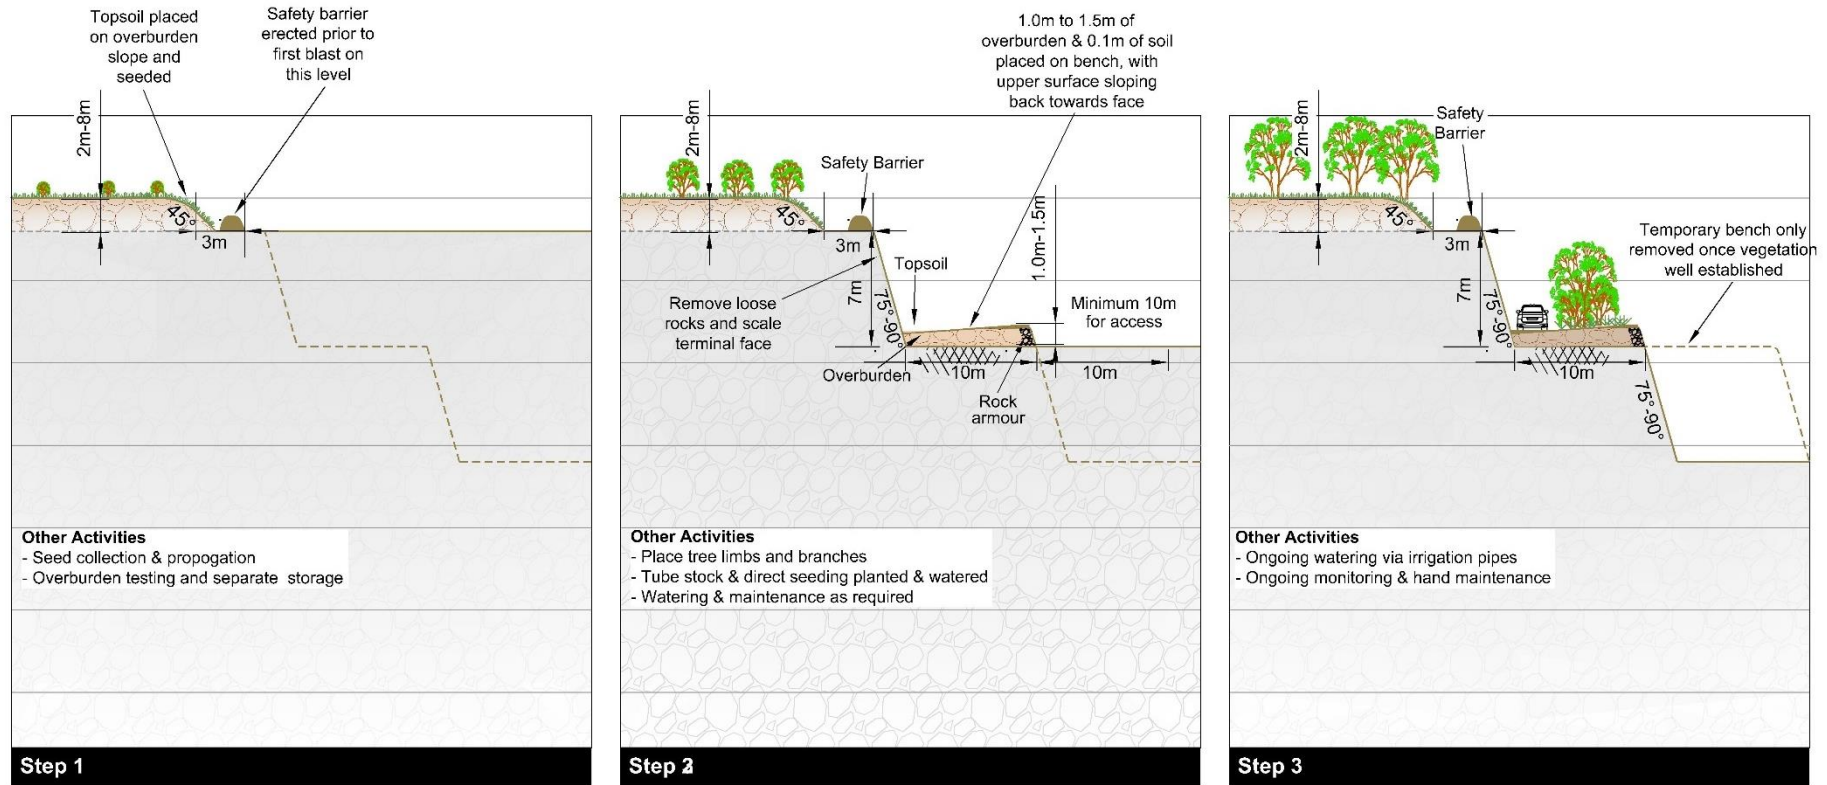 Topsoil placed
on overburden
slope and
seeded
Safety barrier
erected prior to
first blast on
this level
2m-8m
45°
3m
Other Activities
- Seed collection & propogation
- Overburden testing and separate storage
Step 1
1.0m to 1.5m of
overburden & 0.1m of soil
placed on bench, with
upper surface sloping
back towards face
2m-8m
Safety Barrier
45°
3m
1.0m-1.5m
Topsoil
7m
75°-90°
Remove loose
rocks and scale
terminal face
Minimum 10m
for access
Overburden
10m
10m
Rock
armour
Other Activities
- Place tree limbs and branches
- Tube stock & direct seeding planted & watered
- Watering & maintenance as required
Step
2m-8m
Safety
Barrier
45°
3m
Temporary bench only
removed once vegetation
well established
7m
75°-90°
10m
75°-90°
Other Activities
- Ongoing watering via irrigation pipes
- Ongoing monitoring & hand maintenance
Step 3